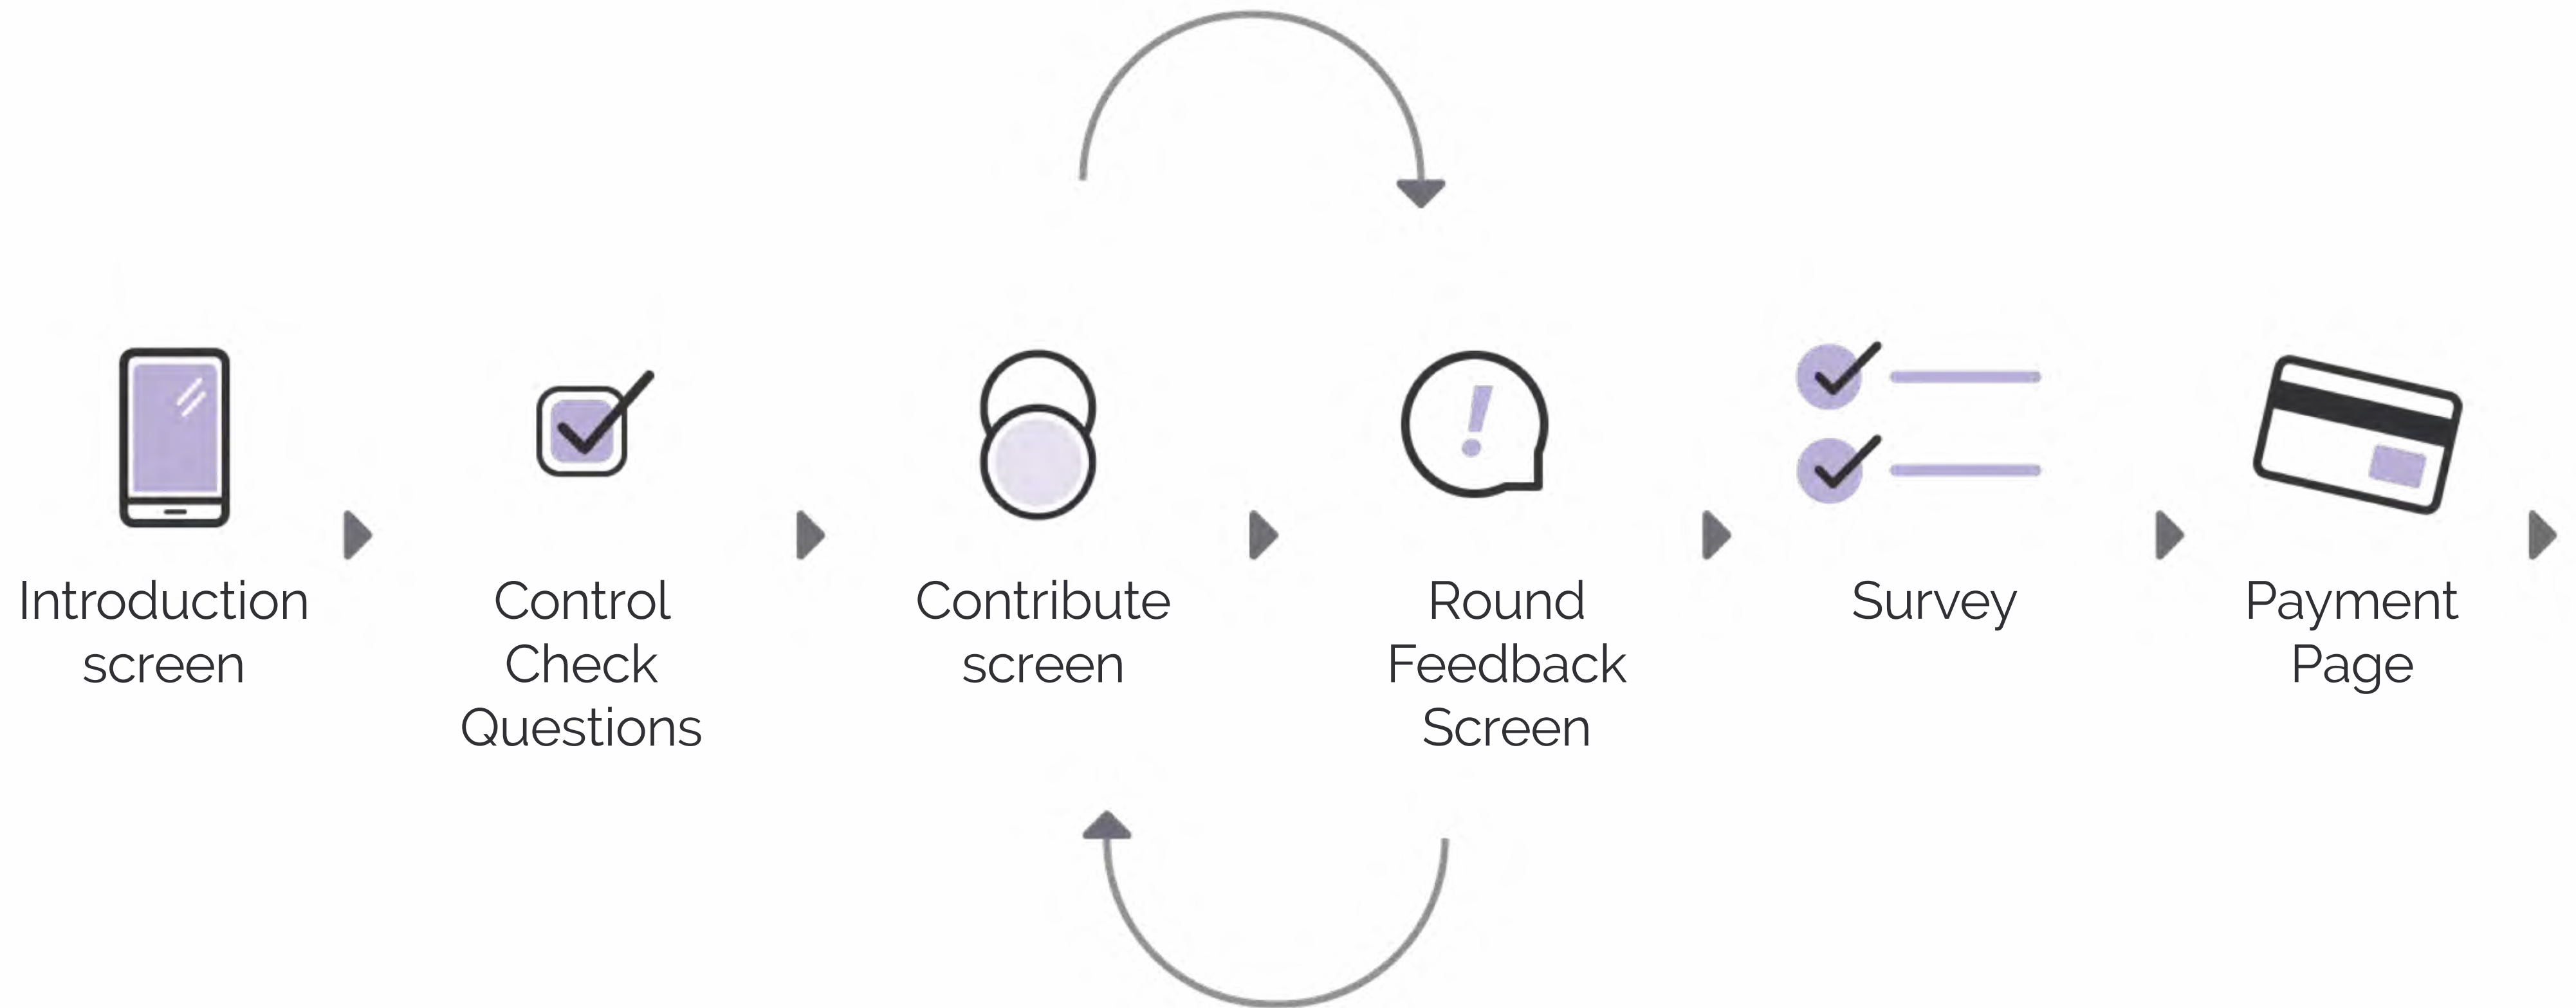 Introduction
screen
Control
Check
Questions
Contribute
screen
Round
Feedback
Screen
Survey
Payment
Page